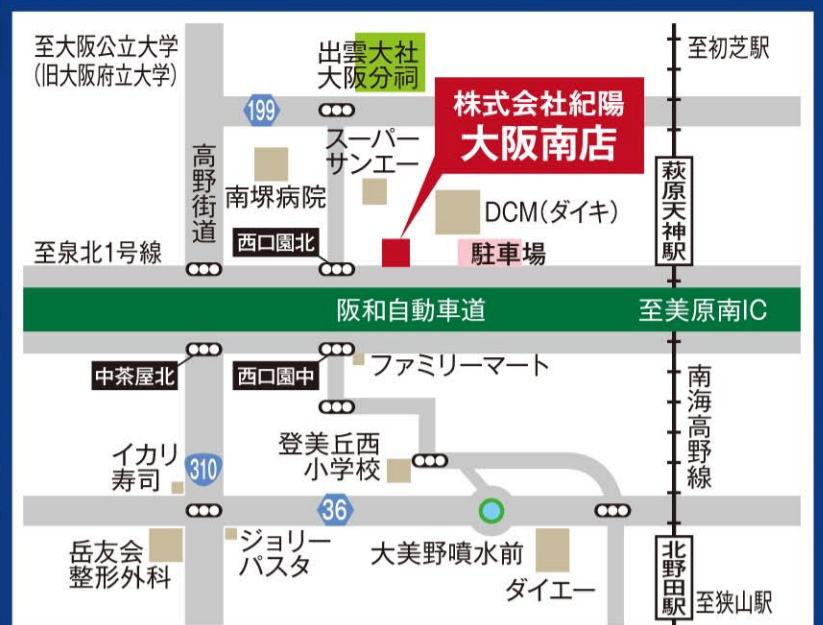 至大阪公立大学
(旧大阪府立大学)
出雲大社
大阪分祠
至初芝駅
199
株式会社紀陽
大阪南店
スーパー
サンエー
高野街道
南堺病院
DCM(ダイキ)
萩原天神駅
西口園北
駐車場
至泉北1号線
阪和自動車道
至美原南IC
中茶屋北
西口園中
ファミリーマート
南海高野線
イカリ
寿司
310
登美丘西
小学校
36
岳友会
整形外科
ジョリー
パスタ
大美野噴水前
ダイエー
北野田駅
至狭山駅